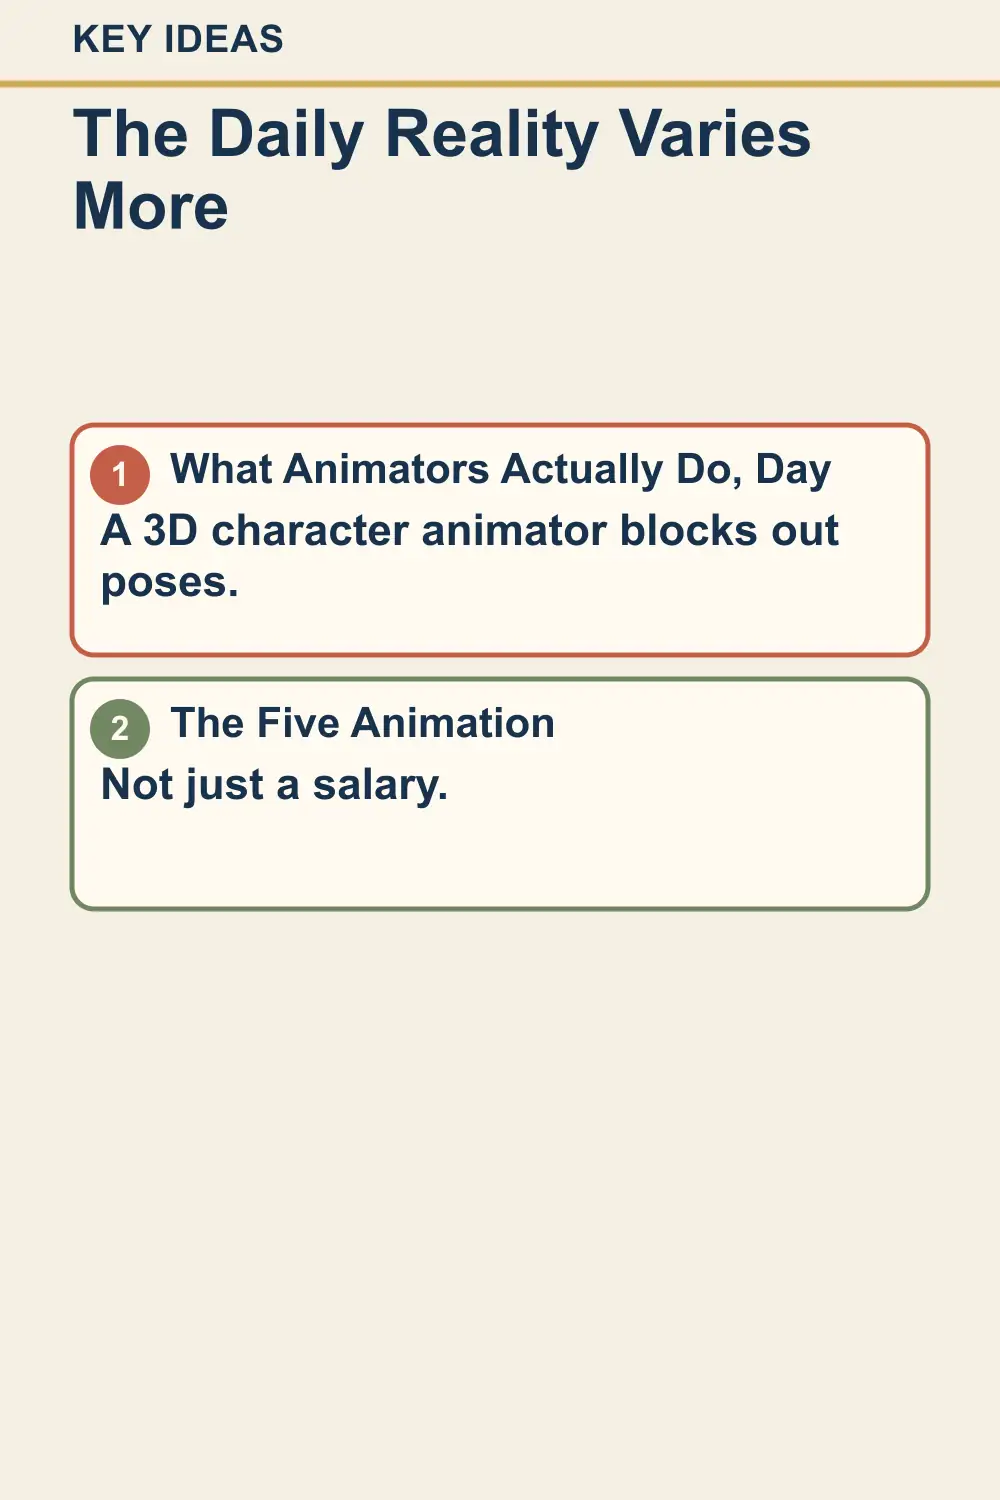 KEY IDEAS
The Daily Reality Varies
More
1
What Animators Actually Do, Day
A 3D character animator blocks out
poses.
2
The Five Animation
Not just a salary.